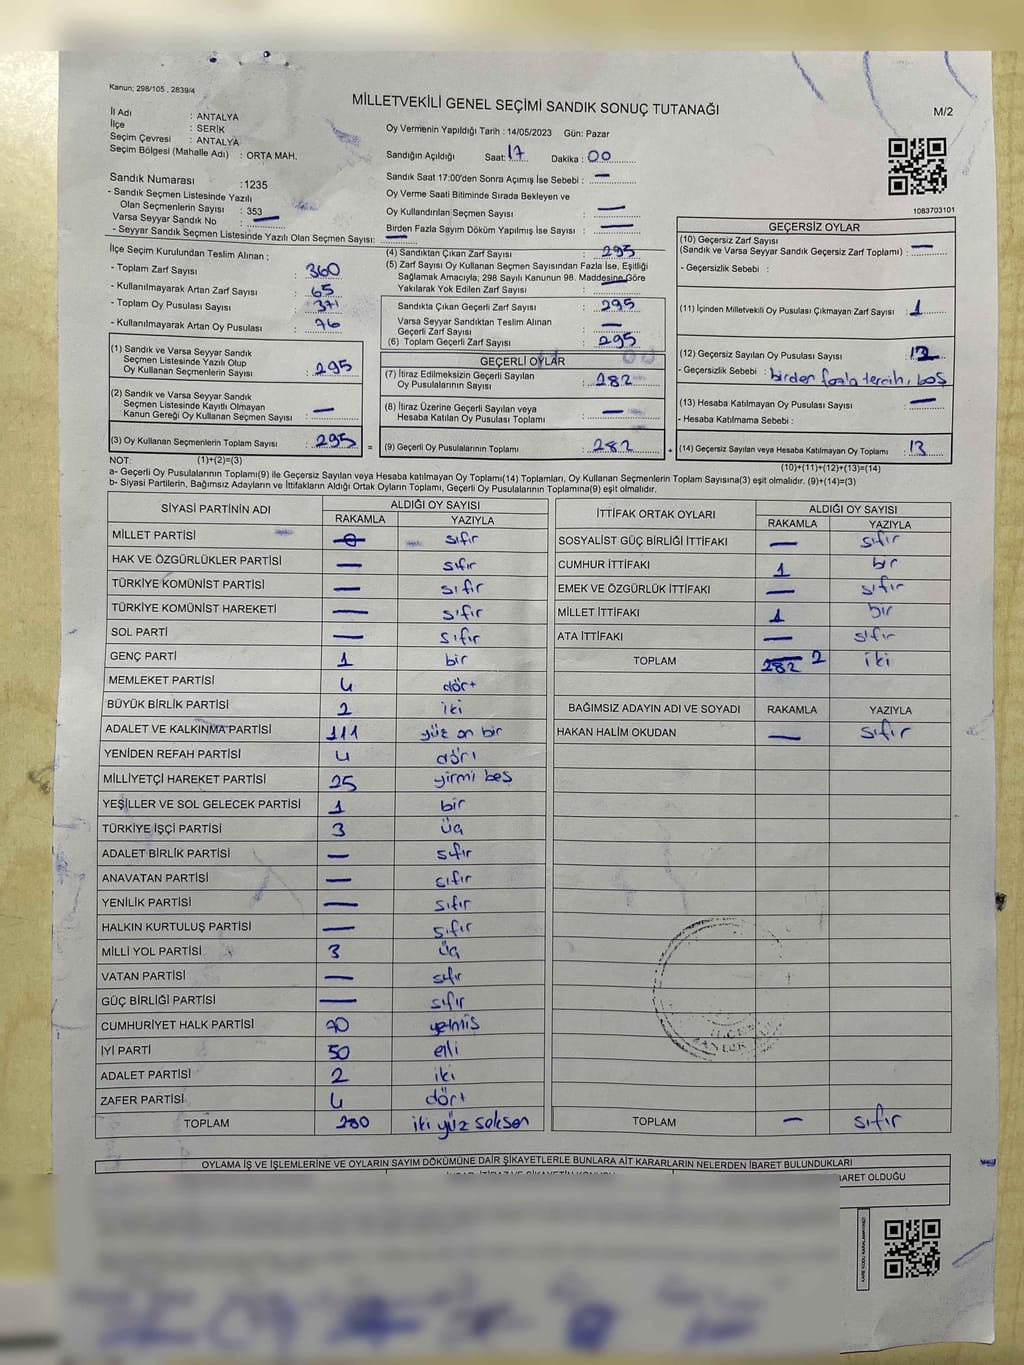 Kanun; 298/105 , 2839/4
MİLLETVEKİLİ GENEL SEÇİMİ SANDIK SONUÇ TUTANAĞI
M/2
İl Adı : ANTALYA
İlçe : SERİK
Seçim Çevresi : ANTALYA
Seçim Bölgesi (Mahalle Adı) : ORTA MAH.
Sandık Numarası :1235
- Sandık Seçmen Listesinde Yazılı
Olan Seçmenlerin Sayısı : 353
Varsa Seyyar Sandık No : —
- Seyyar Sandık Seçmen Listesinde Yazılı Olan Seçmen Sayısı: —
Oy Vermenin Yapıldığı Tarih : 14/05/2023 Gün: Pazar
Sandığın Açıldığı Saat: 17 Dakika : 00
Sandık Saat 17:00'den Sonra Açımış İse Sebebi : —
Oy Verme Saati Bitiminde Sırada Bekleyen ve
Oy Kullandırılan Seçmen Sayısı : —
Birden Fazla Sayım Döküm Yapılmış İse Sayısı : —
1083703101
İlçe Seçim Kurulundan Teslim Alınan ;
- Toplam Zarf Sayısı : 360
- Kullanılmayarak Artan Zarf Sayısı : 65
- Toplam Oy Pusulası Sayısı : 371
- Kullanılmayarak Artan Oy Pusulası : 76
(4) Sandıktan Çıkan Zarf Sayısı : 295
(5) Zarf Sayısı Oy Kullanan Seçmen Sayısından Fazla İse, Eşitliği
Sağlamak Amacıyla; 298 Sayılı Kanunun 98. Maddesine Göre
Yakılarak Yok Edilen Zarf Sayısı : —
Sandıkta Çıkan Geçerli Zarf Sayısı : 295
Varsa Seyyar Sandıktan Teslim Alınan
Geçerli Zarf Sayısı : —
(6) Toplam Geçerli Zarf Sayısı : 295
GEÇERSİZ OYLAR
(10) Geçersiz Zarf Sayısı
(Sandık ve Varsa Seyyar Sandık Geçersiz Zarf Toplamı) : —
- Geçersizlik Sebebi :
(11) İçinden Milletvekili Oy Pusulası Çıkmayan Zarf Sayısı : 1
(12) Geçersiz Sayılan Oy Pusulası Sayısı : 12
- Geçersizlik Sebebi : birden fazla tercih, boş
(13) Hesaba Katılmayan Oy Pusulası Sayısı : —
- Hesaba Katılmama Sebebi :
(14) Geçersiz Sayılan veya Hesaba Katılmayan Oy Toplamı : 13
(1) Sandık ve Varsa Seyyar Sandık
Seçmen Listesinde Yazılı Olup
Oy Kullanan Seçmenlerin Sayısı : 295
(2) Sandık ve Varsa Seyyar Sandık
Seçmen Listesinde Kayıtlı Olmayan
Kanun Gereği Oy Kullanan Seçmen Sayısı : —
(3) Oy Kullanan Seçmenlerin Toplam Sayısı : 295 =
GEÇERLİ OYLAR
(7) İtiraz Edilmeksizin Geçerli Sayılan
Oy Pusulalarının Sayısı : 282
(8) İtiraz Üzerine Geçerli Sayılan veya
Hesaba Katılan Oy Pusulası Toplamı : —
(9) Geçerli Oy Pusulalarının Toplamı : 282 +
NOT: (1)+(2)=(3)
(10)+(11)+(12)+(13)=(14)
a- Geçerli Oy Pusulalarının Toplamı(9) ile Geçersiz Sayılan veya Hesaba katılmayan Oy Toplamı(14) Toplamları, Oy Kullanan Seçmenlerin Toplam Sayısına(3) eşit olmalıdır. (9)+(14)=(3)
b- Siyasi Partilerin, Bağımsız Adayların ve İttifakların Aldığı Ortak Oyların Toplamı, Geçerli Oy Pusulalarının Toplamına(9) eşit olmalıdır.
SİYASİ PARTİNİN ADI ALDIĞI OY SAYISI
RAKAMLA YAZIYLA
MİLLET PARTİSİ 0 sıfır
HAK VE ÖZGÜRLÜKLER PARTİSİ — sıfır
TÜRKİYE KOMÜNİST PARTİSİ — sıfır
TÜRKİYE KOMÜNİST HAREKETİ — sıfır
SOL PARTİ — sıfır
GENÇ PARTİ 1 bir
MEMLEKET PARTİSİ 4 dört
BÜYÜK BİRLİK PARTİSİ 2 iki
ADALET VE KALKINMA PARTİSİ 111 yüz on bir
YENİDEN REFAH PARTİSİ 4 dört
MİLLİYETÇİ HAREKET PARTİSİ 25 yirmi beş
YEŞİLLER VE SOL GELECEK PARTİSİ 1 bir
TÜRKİYE İŞÇİ PARTİSİ 3 üç
ADALET BİRLİK PARTİSİ — sıfır
ANAVATAN PARTİSİ — sıfır
YENİLİK PARTİSİ — sıfır
HALKIN KURTULUŞ PARTİSİ — sıfır
MİLLİ YOL PARTİSİ 3 üç
VATAN PARTİSİ — sıfır
GÜÇ BİRLİĞİ PARTİSİ — sıfır
CUMHURİYET HALK PARTİSİ 70 yetmiş
İYİ PARTİ 50 elli
ADALET PARTİSİ 2 iki
ZAFER PARTİSİ 4 dört
TOPLAM 280 iki yüz seksen
İTTİFAK ORTAK OYLARI ALDIĞI OY SAYISI
RAKAMLA YAZIYLA
SOSYALİST GÜÇ BİRLİĞİ İTTİFAKI — sıfır
CUMHUR İTTİFAKI 1 bir
EMEK VE ÖZGÜRLÜK İTTİFAKI — sıfır
MİLLET İTTİFAKI 1 bir
ATA İTTİFAKI — sıfır
TOPLAM 282 2 iki
BAĞIMSIZ ADAYIN ADI VE SOYADI RAKAMLA YAZIYLA
HAKAN HALİM OKUDAN — sıfır
TOPLAM — sıfır
OYLAMA İŞ VE İŞLEMLERİNE VE OYLARIN SAYIM DÖKÜMÜNE DAİR ŞİKAYETLERLE BUNLARA AİT KARARLARIN NELERDEN İBARET BULUNDUKLARI
İBARET OLDUĞU
KARE KODU KARALAMAYINIZ!